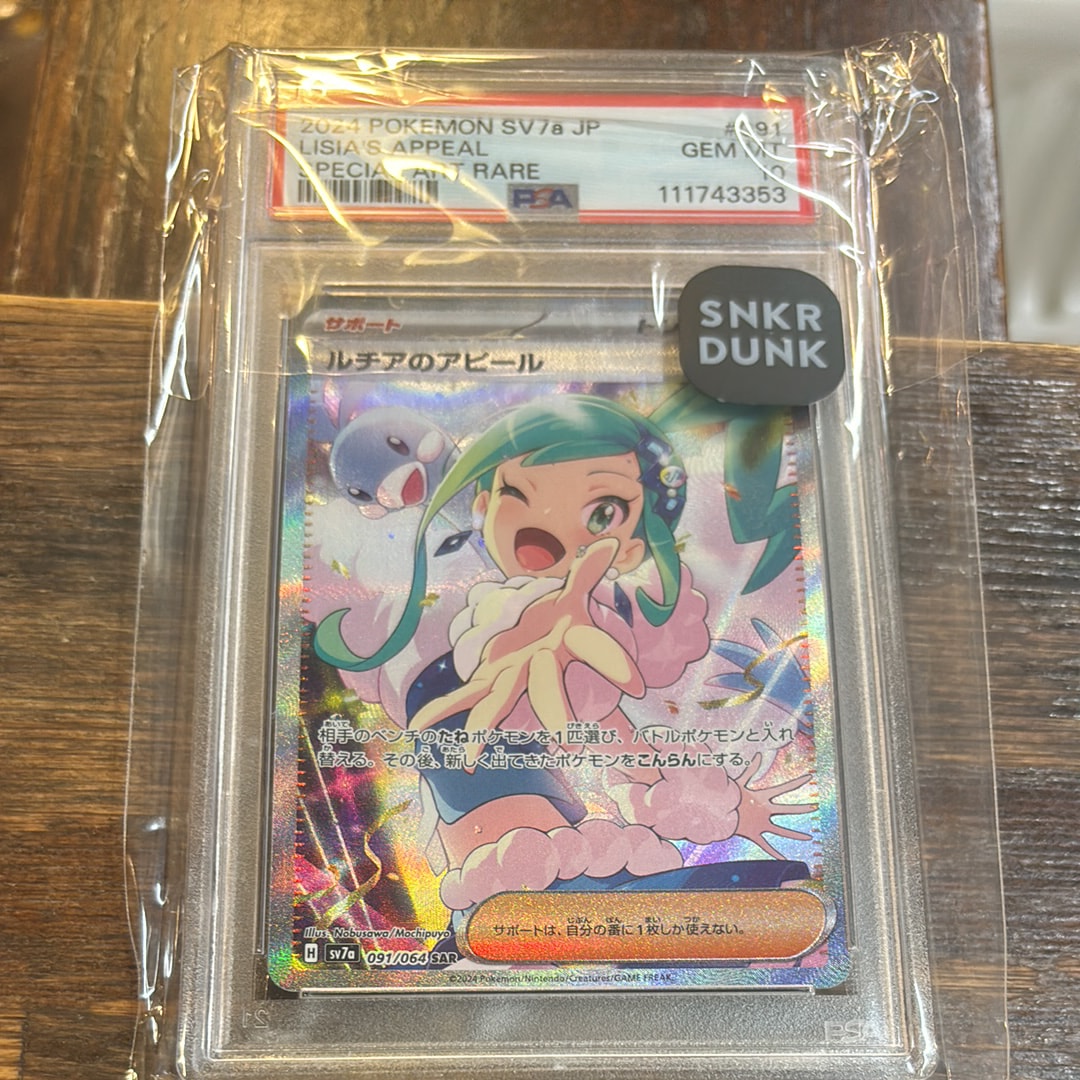 2024 POKEMON SV7a JP
#091
LISIA'S APPEAL
GEM MT
SPECIAL ART RARE
10
PSA
111743353
SNKR
DUNK
サポート
ルチアのアピール
相手のベンチのたねポケモンを1匹選び、バトルポケモンと入れ
替える。その後、新しく出てきたポケモンをこんらんにする。
サポートは、自分の番に1枚しか使えない。
Illus. Nobusawa/Mochipuyo
H sv7a 091/064 SAR
©2024 Pokémon/Nintendo/Creatures/GAME FREAK.